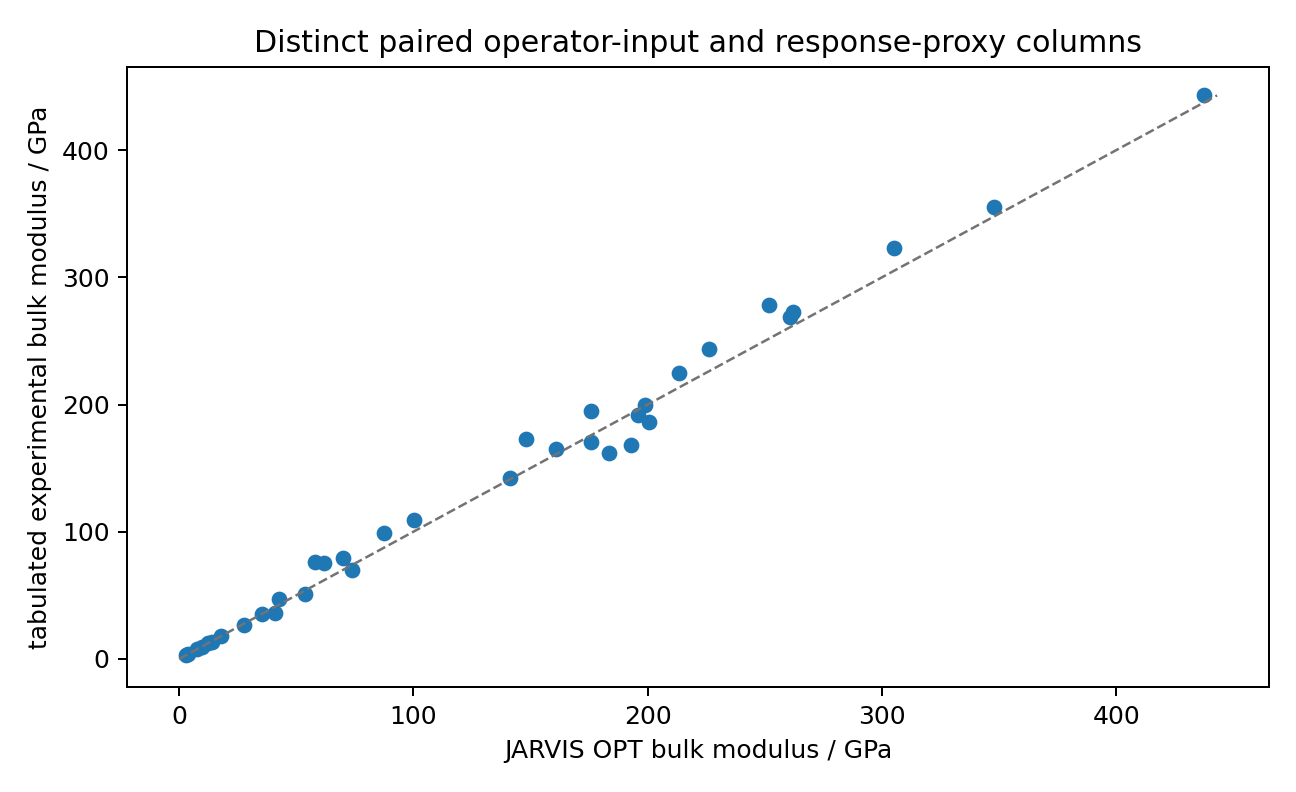 Distinct paired operator-input and response-proxy columns
tabulated experimental bulk modulus / GPa
400
300
200
100
0
0 100 200 300 400
JARVIS OPT bulk modulus / GPa